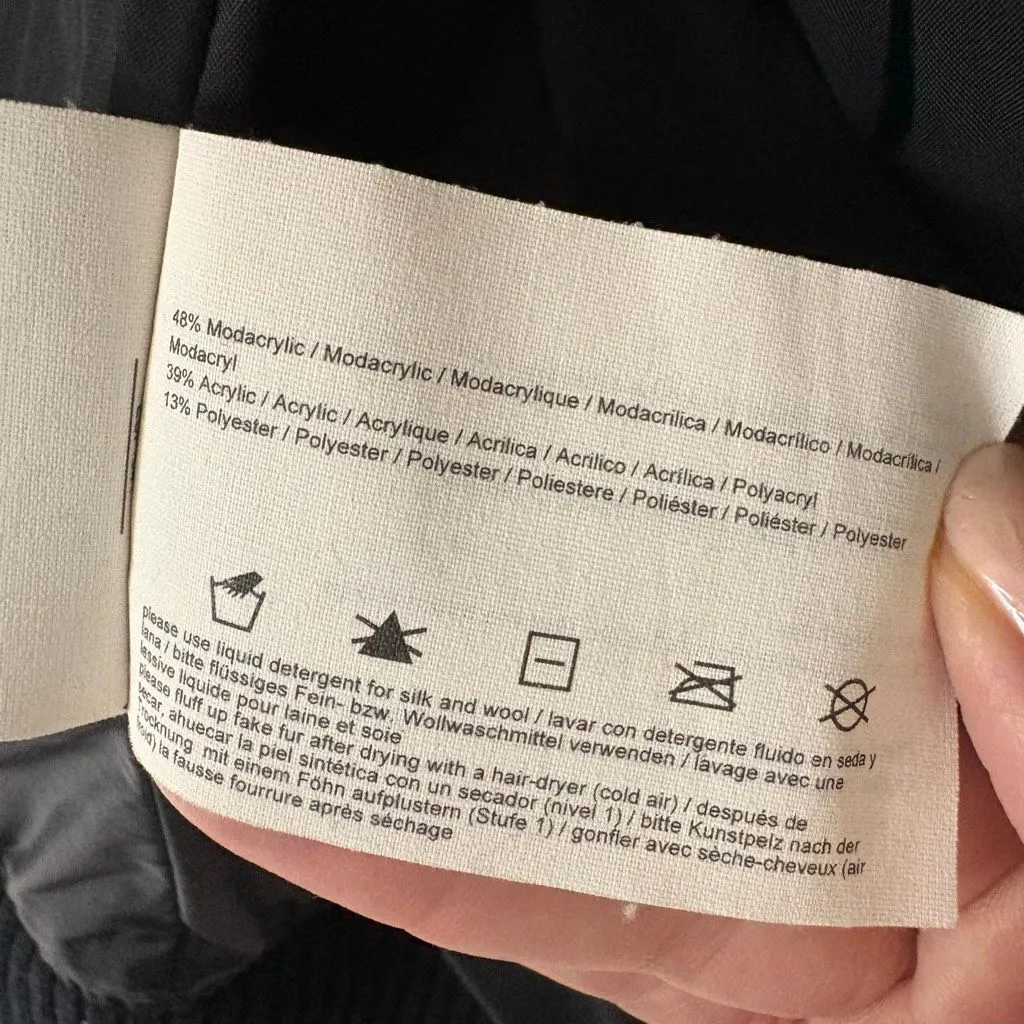 48% Modacrylic / Modacrylic / Modacrylique / Modacrilica / Modacrílico / Modacrílica /
Modacryl
39% Acrylic / Acrylic / Acrylique / Acrilica / Acrilico / Acrílica / Polyacryl
13% Polyester / Polyester / Polyester / Poliestere / Poliéster / Poliéster / Polyester
please use liquid detergent for silk and wool / lavar con detergente fluido en seda y
lana / bitte flüssiges Fein- bzw. Wollwaschmittel verwenden / lavage avec une
lassive liquide pour laine et soie
please fluff up fake fur after drying with a hair-dryer (cold air) / después de
secar, ahuecar la piel sintética con un secador (nivel 1) / bitte Kunstpelz nach der
Trocknung mit einem Föhn aufplustern (Stufe 1) / gonfler avec sèche-cheveux (air
froid) la fausse fourrure après séchage